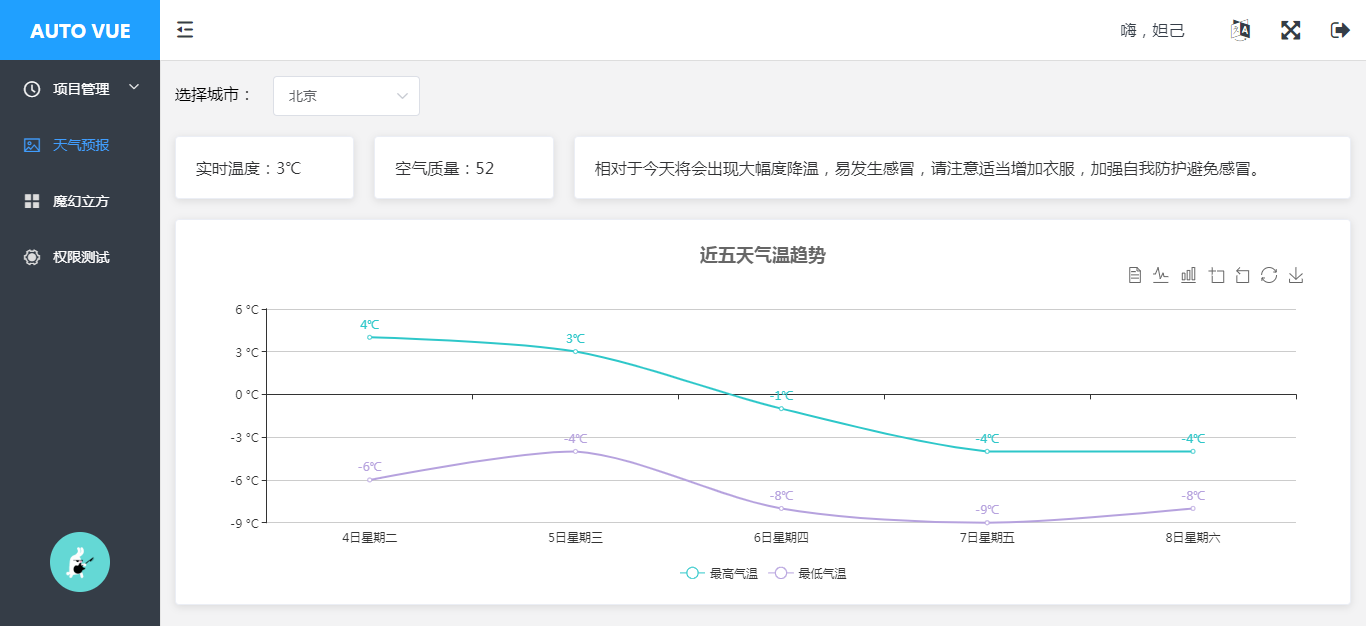 AUTO VUE
嗨，妲己
项目管理
天气预报
魔幻立方
权限测试
选择城市：
北京
实时温度：3℃
空气质量：52
相对于今天将会出现大幅度降温，易发生感冒，请注意适当增加衣服，加强自我防护避免感冒。
近五天气温趋势
6 °C
3 °C
0 °C
-3 °C
-6 °C
-9 °C
4℃
3℃
-1℃
-4℃
-4℃
-6℃
-4℃
-8℃
-9℃
-8℃
4日星期二
5日星期三
6日星期四
7日星期五
8日星期六
最高气温
最低气温